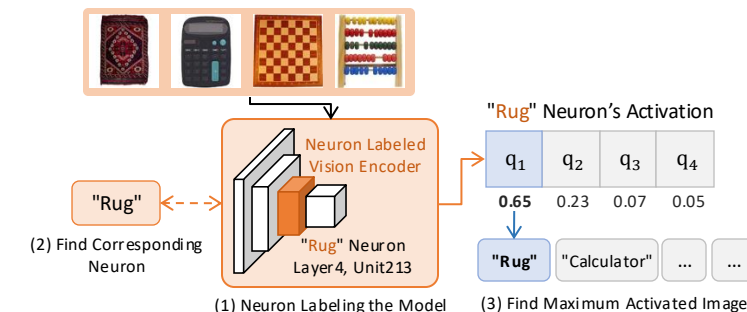 "Rug" Neuron's Activation
Neuron Labeled
Vision Encoder
q1 q2 q3 q4
0.65 0.23 0.07 0.05
"Rug"
"Rug" Neuron
Layer4, Unit213
(2) Find Corresponding
Neuron
"Rug" "Calculator" ... ...
(1) Neuron Labeling the Model
(3) Find Maximum Activated Image